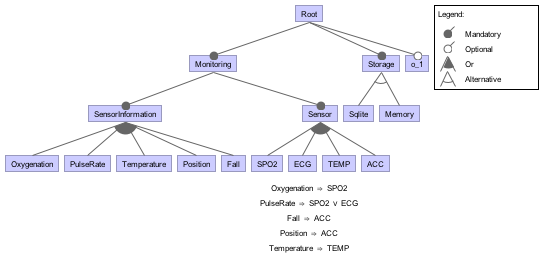 Root
Legend:
Mandatory
Optional
Or
Alternative
Monitoring
Storage
o_1
SensorInformation
Sensor
Sqlite
Memory
Oxygenation
PulseRate
Temperature
Position
Fall
SPO2
ECG
TEMP
ACC
Oxygenation ⇒ SPO2
PulseRate ⇒ SPO2 ∨ ECG
Fall ⇒ ACC
Position ⇒ ACC
Temperature ⇒ TEMP